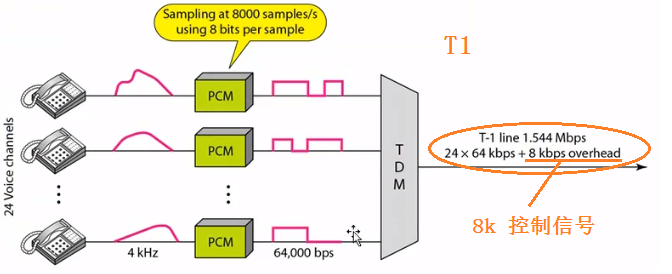 Sampling at 8000 samples/s
using 8 bits per sample
T1
24 Voice channels
PCM
PCM
PCM
4 kHz
64,000 bps
T
D
M
T-1 line 1.544 Mbps
24 × 64 kbps + 8 kbps overhead
8k 控制信号